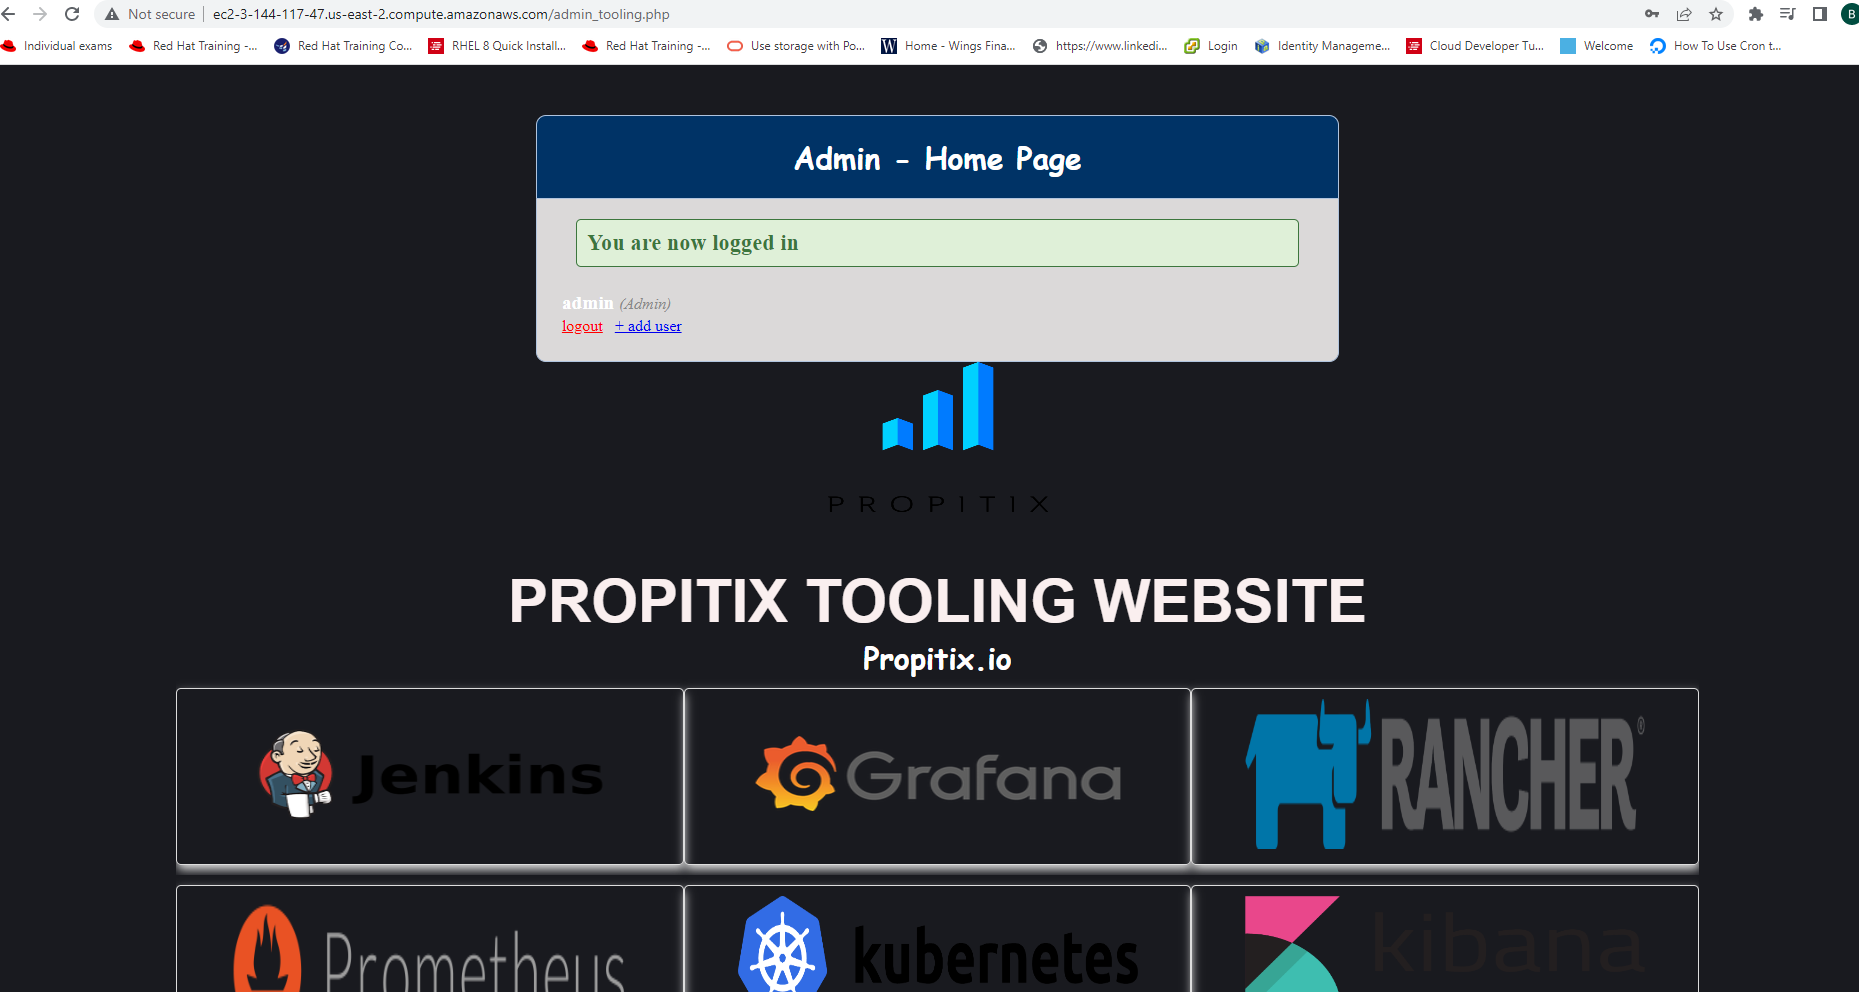 Not secure | ec2-3-144-117-47.us-east-2.compute.amazonaws.com/admin_tooling.php
B
Individual exams Red Hat Training -... Red Hat Training Co... RHEL 8 Quick Install... Red Hat Training -... Use storage with Po... W Home - Wings Fina... https://www.linkedi... Login Identity Manageme... Cloud Developer Tu... Welcome How To Use Cron t...
Admin - Home Page
You are now logged in
admin (Admin)
logout + add user
PROPITIX
PROPITIX TOOLING WEBSITE
Propitix.io
Jenkins Grafana RANCHER®
Prometheus kubernetes kibana